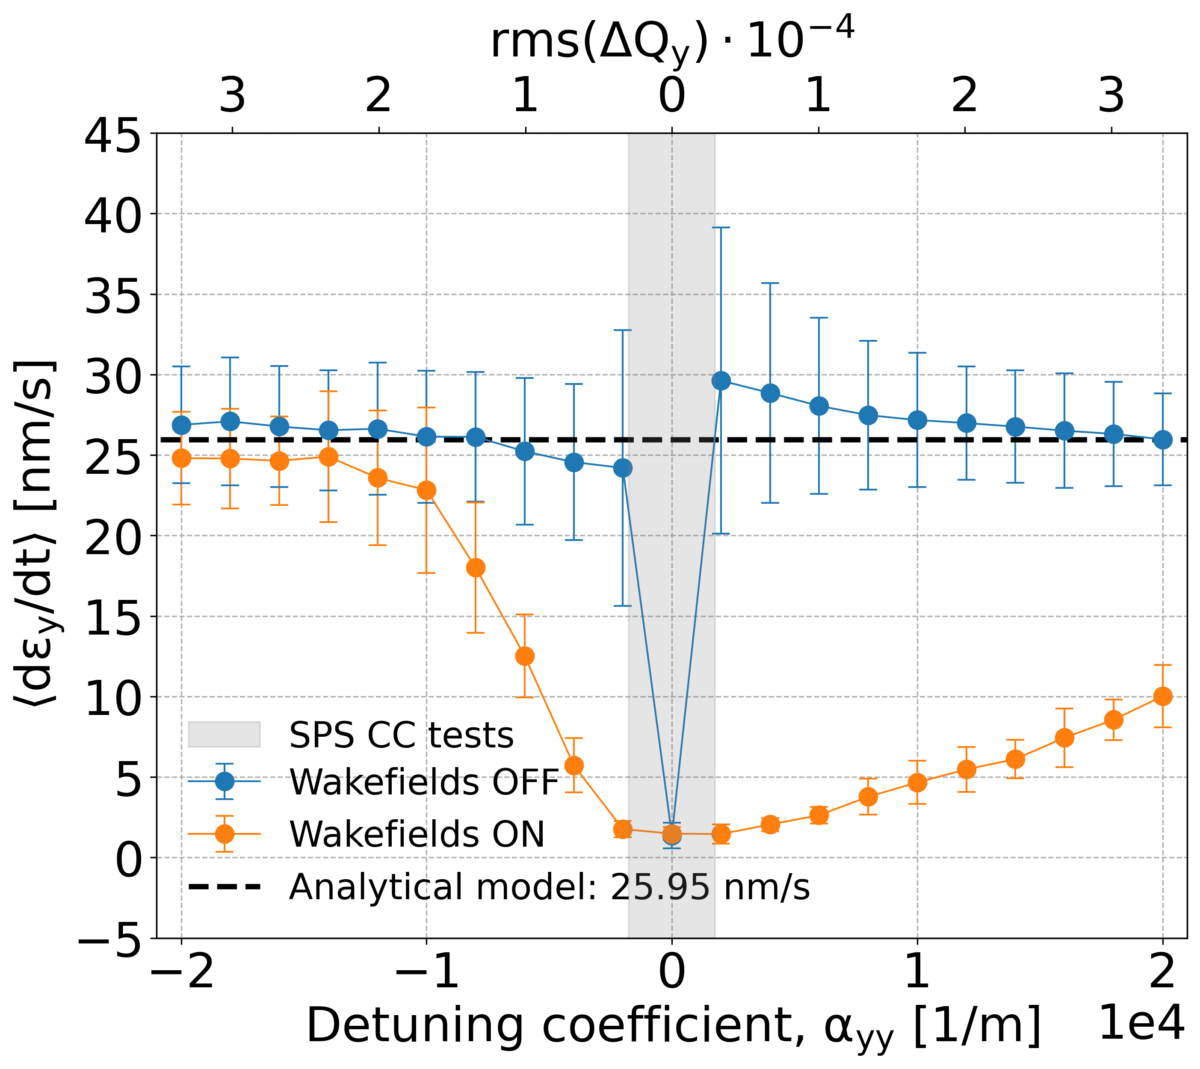 rms(ΔQy) · 10−4
3 2 1 0 1 2 3
45
40
35
30
25
20
15
10
5
0
−5
⟨dεy/dt⟩ [nm/s]
SPS CC tests
Wakefields OFF
Wakefields ON
Analytical model: 25.95 nm/s
−2 −1 0 1 2
Detuning coefficient, αyy [1/m] 1e4